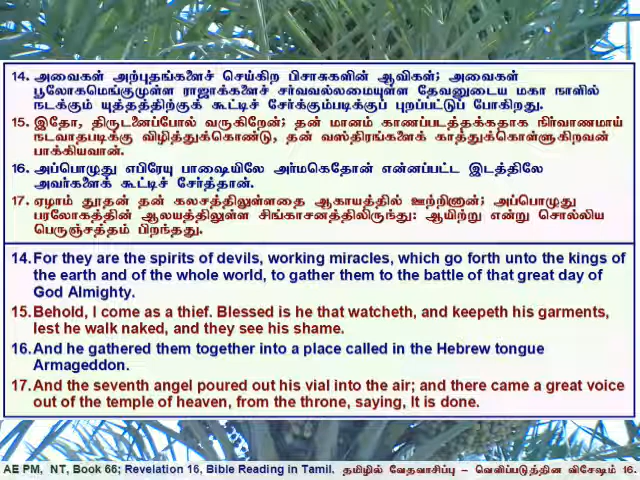 14. அவைகள் அற்புதங்களைச் செய்கிற பிசாசுகளின் ஆவிகள்; அவைகள்
பூலோகமெங்குமுள்ள ராஜாக்களைச் சர்வவல்லமையுள்ள தேவனுடைய மகா நாளில்
நடக்கும் யுத்தத்திற்குக் கூட்டிச் சேர்க்கும்படிக்குப் புறப்பட்டுப் போகிறது.
15. இதோ, திருடனைப்போல் வருகிறேன்; தன் மானம் காணப்படத்தக்கதாக நிர்வாணமாய்
நடவாதபடிக்கு விழித்துக்கொண்டு, தன் வஸ்திரங்களைக் காத்துக்கொள்ளுகிறவன்
பாக்கியவான்.
16. அப்பொழுது எபிரேயு பாஷையிலே அர்மகெதோன் என்னப்பட்ட இடத்திலே
அவர்களைக் கூட்டிச் சேர்த்தான்.
17. ஏழாம் தூதன் தன் கலசத்திலுள்ளதை ஆகாயத்தில் ஊற்றினான்; அப்பொழுது
பரலோகத்தின் ஆலயத்திலுள்ள சிங்காசனத்திலிருந்து: ஆயிற்று என்று சொல்லிய
பெருஞ்சத்தம் பிறந்தது.
14. For they are the spirits of devils, working miracles, which go forth unto the kings of
the earth and of the whole world, to gather them to the battle of that great day of
God Almighty.
15. Behold, I come as a thief. Blessed is he that watcheth, and keepeth his garments,
lest he walk naked, and they see his shame.
16. And he gathered them together into a place called in the Hebrew tongue
Armageddon.
17. And the seventh angel poured out his vial into the air; and there came a great voice
out of the temple of heaven, from the throne, saying, It is done.
AE PM, NT, Book 66; Revelation 16, Bible Reading in Tamil. தமிழில் வேதவாசிப்பு – வெளிப்படுத்தின விசேஷம் 16.